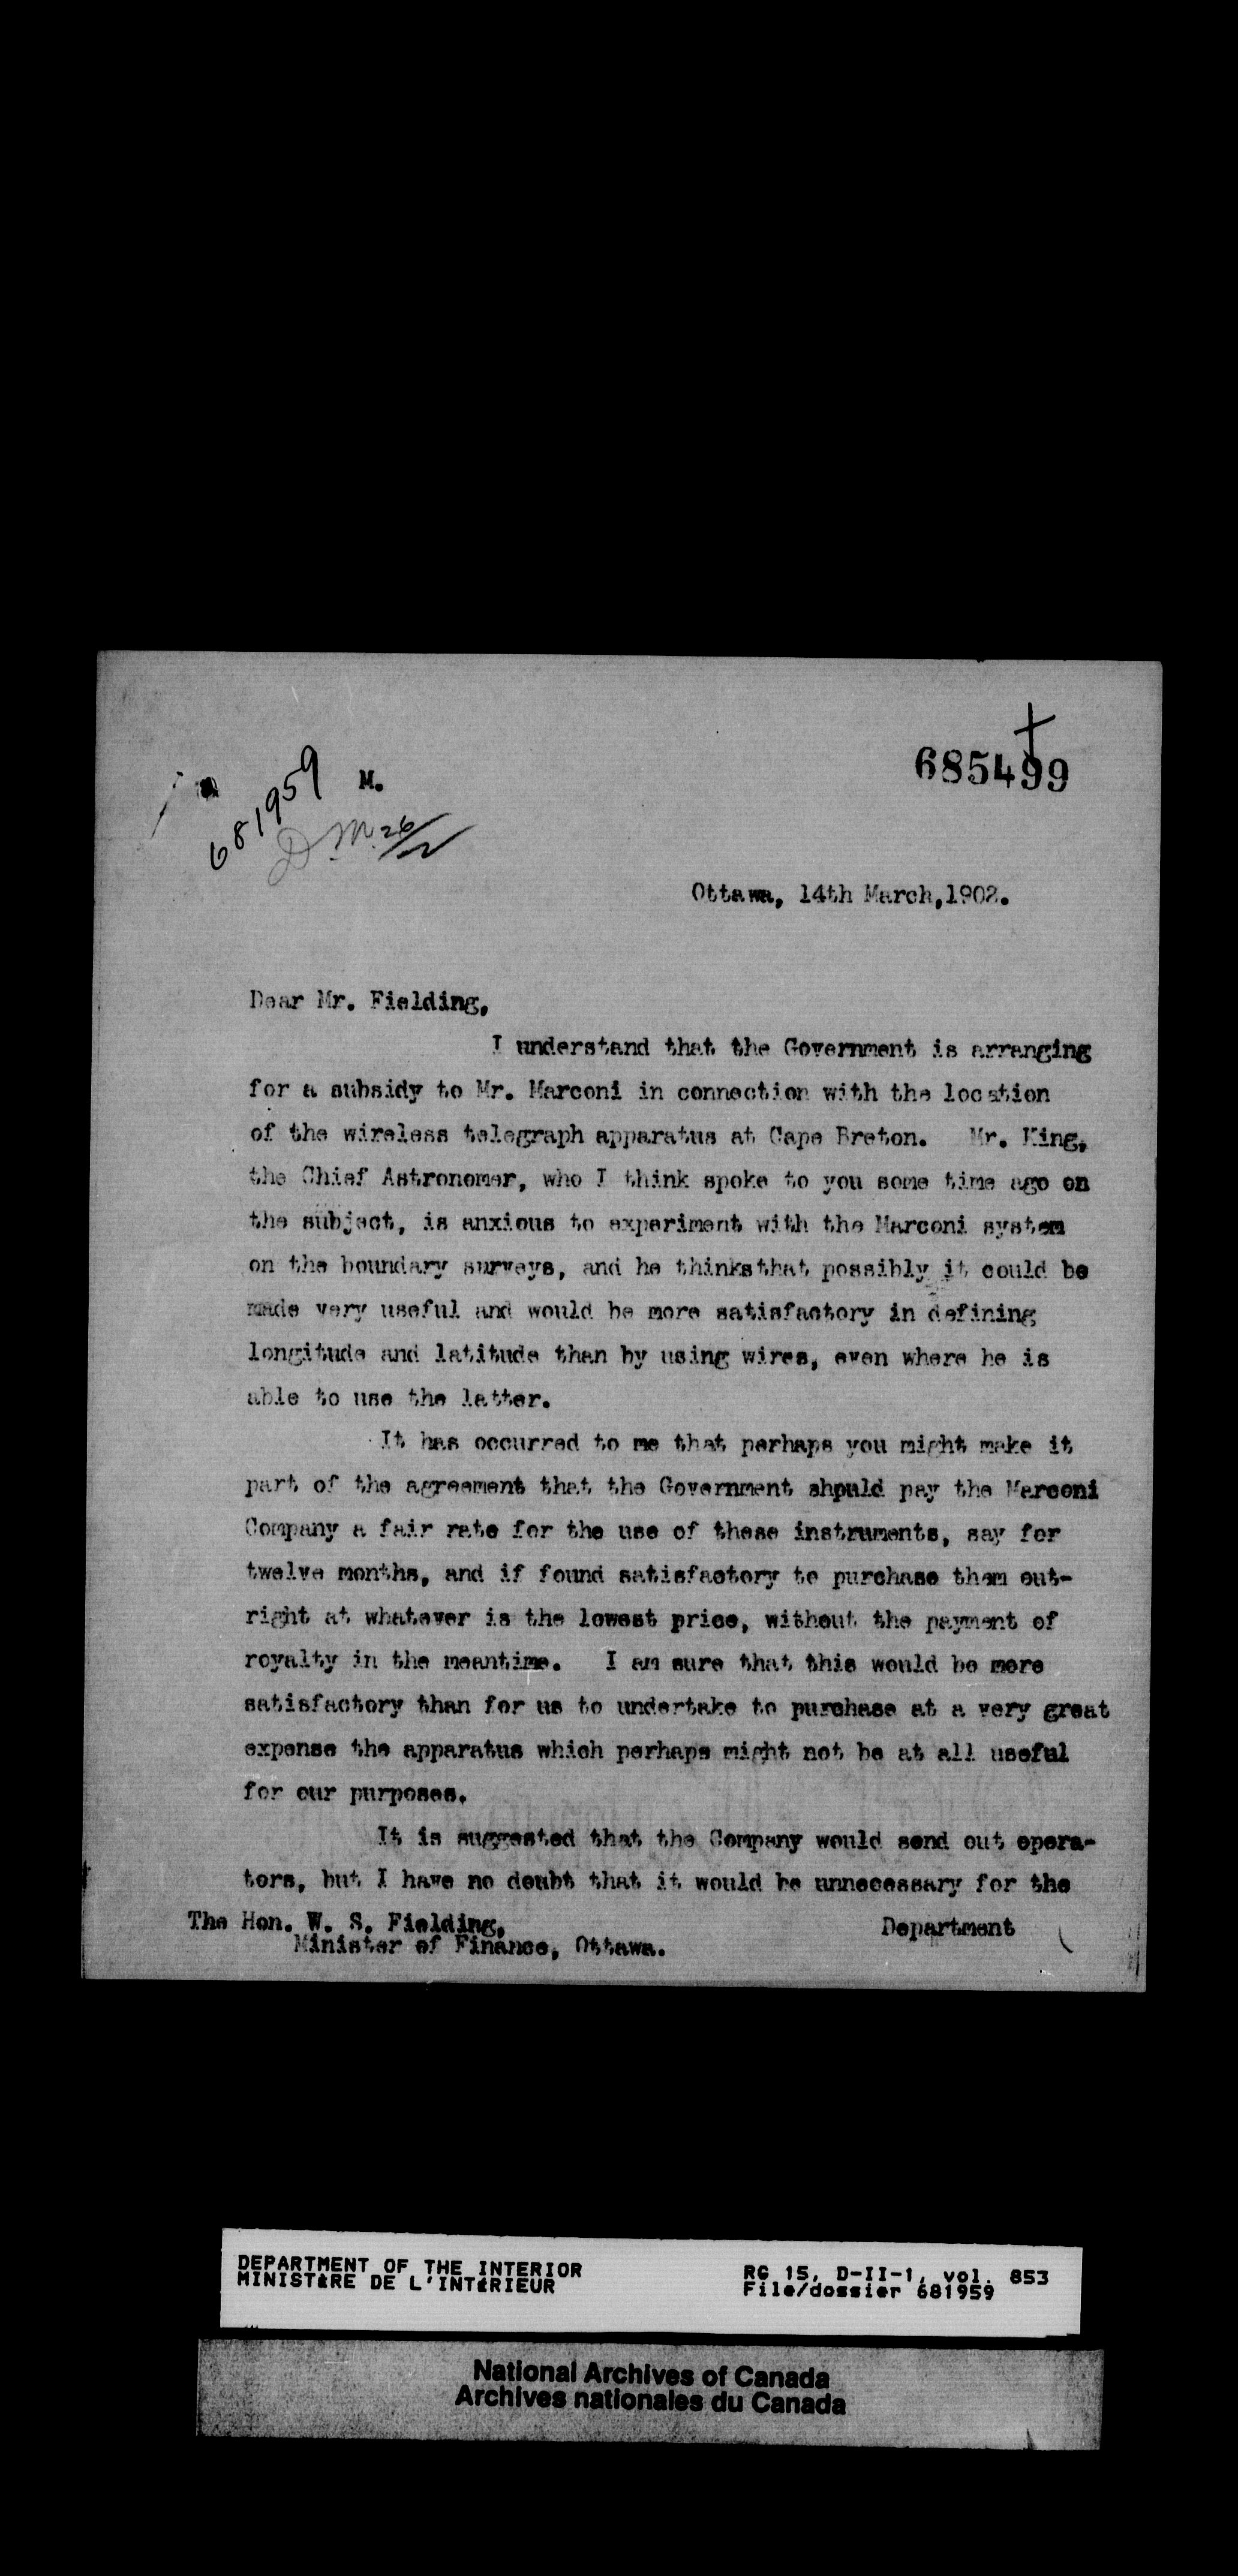 685499
681959
M.
D.M. 26/2
Ottawa, 14th March,1902.
Dear Mr. Fielding,
I understand that the Government is arranging
for a subsidy to Mr. Marconi in connection with the location
of the wireless telegraph apparatus at Cape Breton. Mr. King,
the Chief Astronomer, who I think spoke to you some time ago on
the subject, is anxious to experiment with the Marconi system
on the boundary surveys, and he thinksthat possibly it could be
made very useful and would be more satisfactory in defining
longitude and latitude than by using wires, even where he is
able to use the latter.
It has occurred to me that perhaps you might make it
part of the agreement that the Government shpuld pay the Marconi
Company a fair rate for the use of these instruments, say for
twelve months, and if found satisfactory to purchase them out-
right at whatever is the lowest price, without the payment of
royalty in the meantime. I am sure that this would be more
satisfactory than for us to undertake to purchase at a very great
expense the apparatus which perhaps might not be at all useful
for our purposes.
It is suggested that the Company would send out opera-
tors, but I have no doubt that it would be unnecessary for the
Department
The Hon. W. S. Fielding,
Minister of Finance, Ottawa.
DEPARTMENT OF THE INTERIOR
MINISTÈRE DE L'INTÉRIEUR
RG 15, D-II-1, vol. 853
File/dossier 681959
National Archives of Canada
Archives nationales du Canada